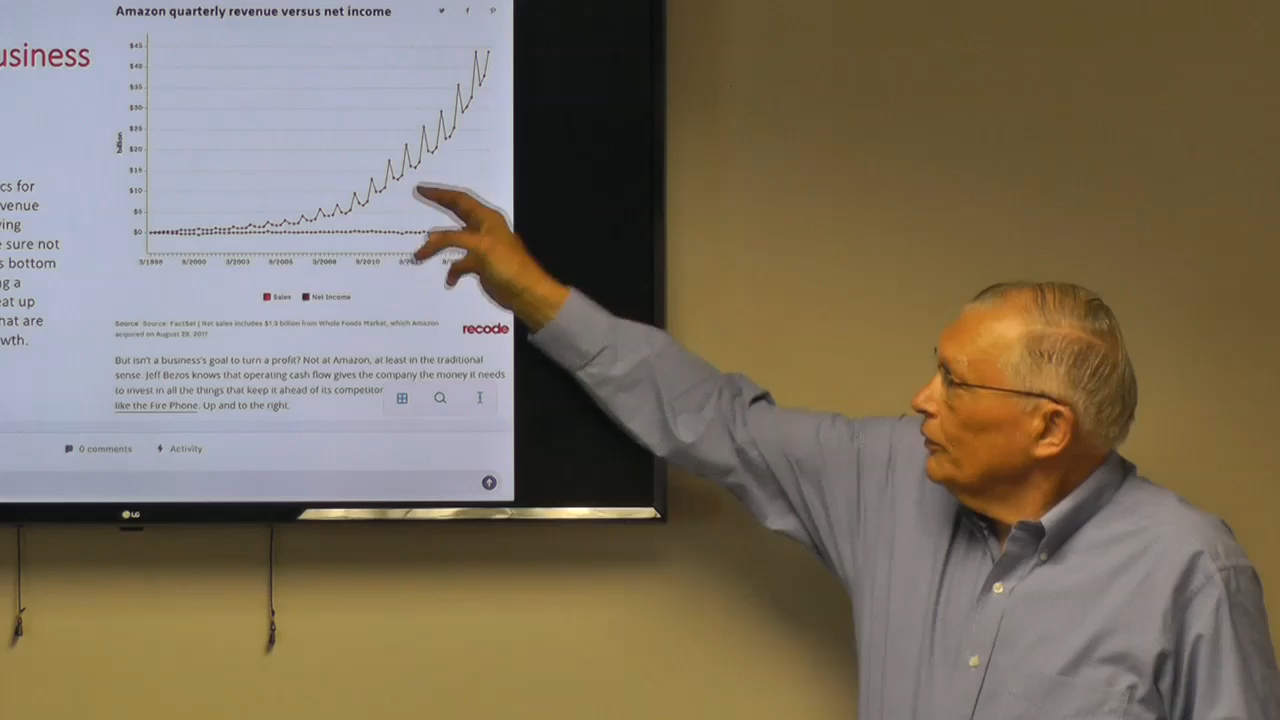 Amazon quarterly revenue versus net income
usiness
$45
$40
$35
$30
$25
$20
$15
$10
$5
$0
billion
3/1998 9/2000 3/2003 9/2005 3/2008 9/2010
Sales Net Income
cs for
venue
ving
e sure not
s bottom
ng a
eat up
hat are
wth.
Source: Source: FactSet | Net sales includes $1.3 billion from Whole Foods Market, which Amazon
acquired on August 29, 2017
recode
But isn't a business's goal to turn a profit? Not at Amazon, at least in the traditional
sense. Jeff Bezos knows that operating cash flow gives the company the money it needs
to invest in all the things that keep it ahead of its competitor
like the Fire Phone. Up and to the right.
0 comments Activity
LG